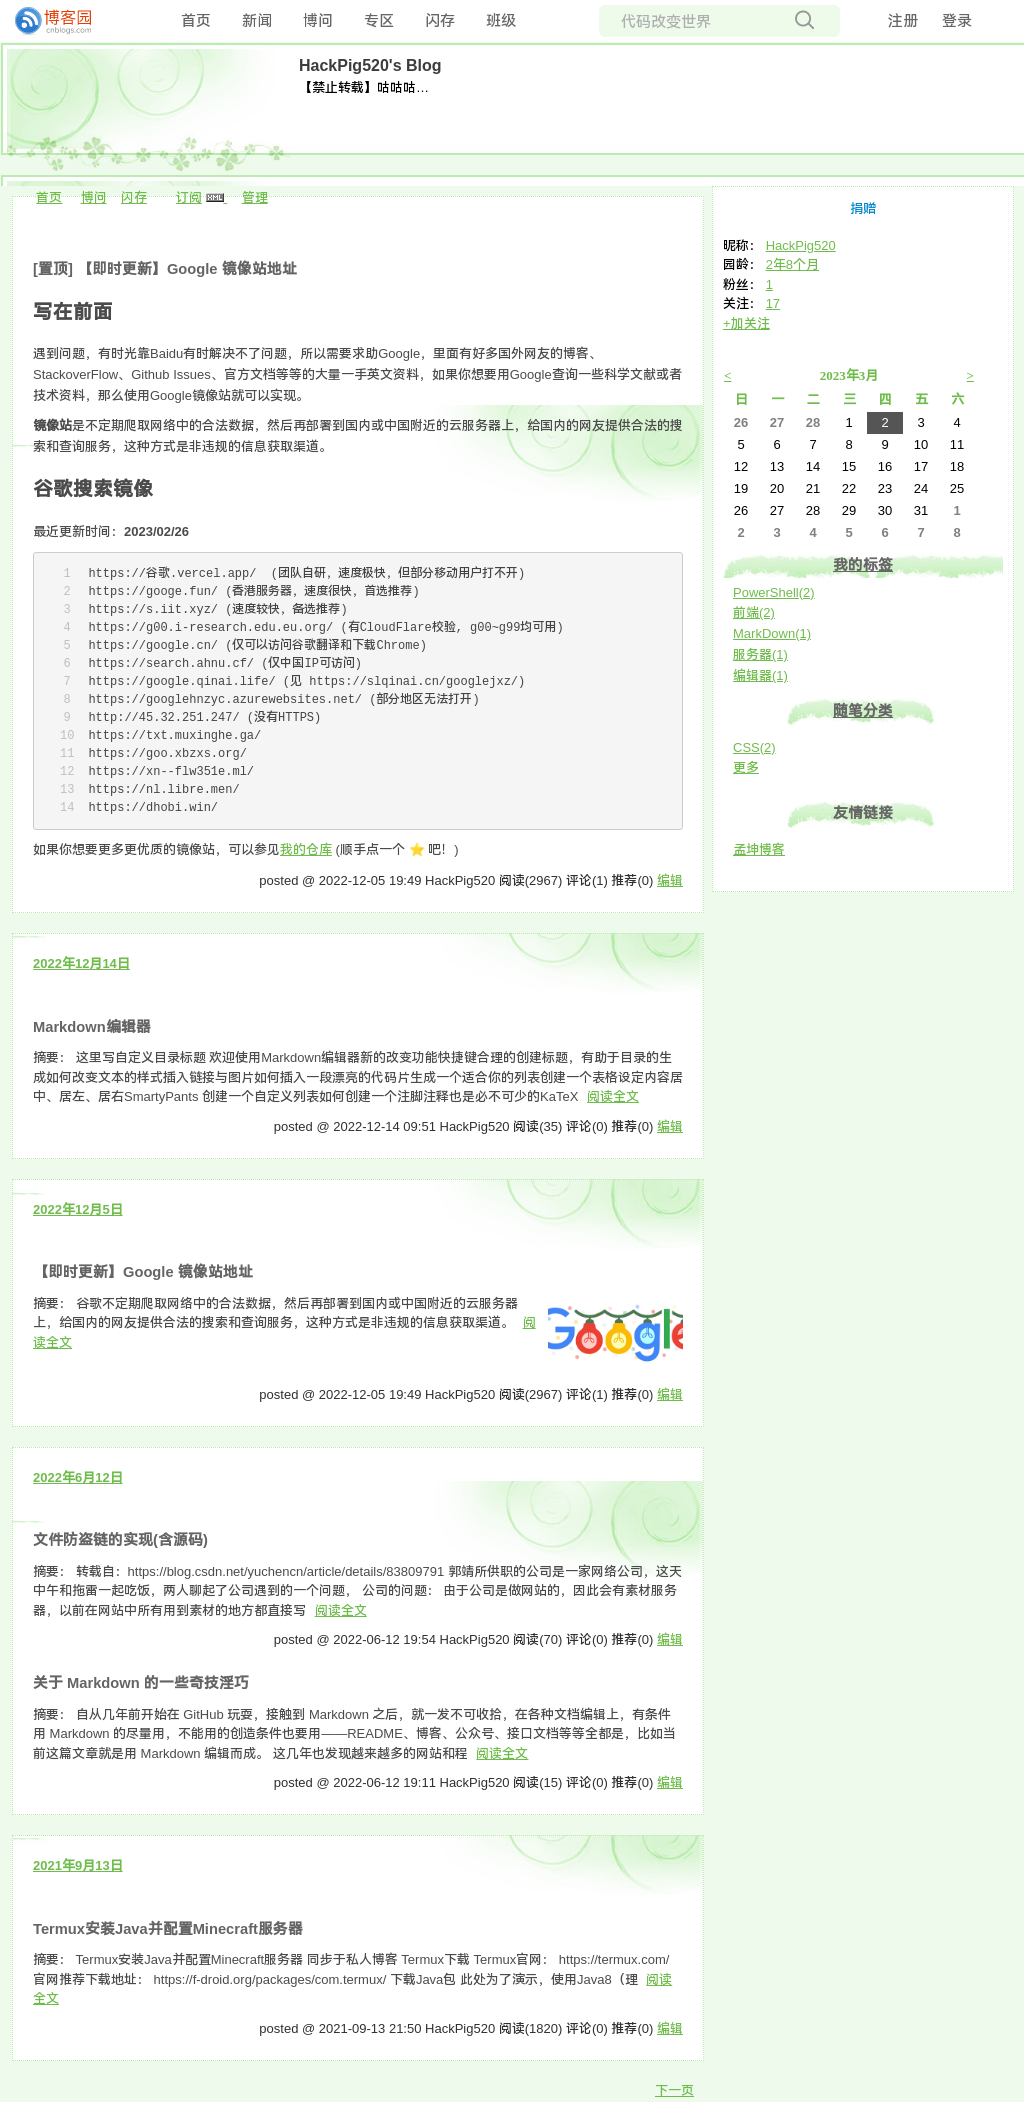 博客园
cnblogs.com
首页 新闻 博问 专区 闪存 班级 代码改变世界 注册 登录
HackPig520's Blog
【禁止转载】咕咕咕…
首页 博问 闪存 订阅 XML 管理
[置顶] 【即时更新】Google 镜像站地址
写在前面
遇到问题，有时光靠Baidu有时解决不了问题，所以需要求助Google，里面有好多国外网友的博客、
StackoverFlow、Github Issues、官方文档等等的大量一手英文资料，如果你想要用Google查询一些科学文献或者
技术资料，那么使用Google镜像站就可以实现。
镜像站是不定期爬取网络中的合法数据，然后再部署到国内或中国附近的云服务器上，给国内的网友提供合法的搜
索和查询服务，这种方式是非违规的信息获取渠道。
谷歌搜索镜像
最近更新时间：2023/02/26
1 https://谷歌.vercel.app/ (团队自研，速度极快，但部分移动用户打不开)
2 https://googe.fun/ (香港服务器，速度很快，首选推荐)
3 https://s.iit.xyz/ (速度较快，备选推荐)
4 https://g00.i-research.edu.eu.org/ (有CloudFlare校验, g00~g99均可用)
5 https://google.cn/ (仅可以访问谷歌翻译和下载Chrome)
6 https://search.ahnu.cf/ (仅中国IP可访问)
7 https://google.qinai.life/ (见 https://slqinai.cn/googlejxz/)
8 https://googlehnzyc.azurewebsites.net/ (部分地区无法打开)
9 http://45.32.251.247/ (没有HTTPS)
10 https://txt.muxinghe.ga/
11 https://goo.xbzxs.org/
12 https://xn--flw351e.ml/
13 https://nl.libre.men/
14 https://dhobi.win/
如果你想要更多更优质的镜像站，可以参见我的仓库 (顺手点一个 ⭐ 吧！)
posted @ 2022-12-05 19:49 HackPig520 阅读(2967) 评论(1) 推荐(0) 编辑
2022年12月14日
Markdown编辑器
摘要： 这里写自定义目录标题 欢迎使用Markdown编辑器新的改变功能快捷键合理的创建标题，有助于目录的生
成如何改变文本的样式插入链接与图片如何插入一段漂亮的代码片生成一个适合你的列表创建一个表格设定内容居
中、居左、居右SmartyPants 创建一个自定义列表如何创建一个注脚注释也是必不可少的KaTeX 阅读全文
posted @ 2022-12-14 09:51 HackPig520 阅读(35) 评论(0) 推荐(0) 编辑
2022年12月5日
【即时更新】Google 镜像站地址
摘要： 谷歌不定期爬取网络中的合法数据，然后再部署到国内或中国附近的云服务器
上，给国内的网友提供合法的搜索和查询服务，这种方式是非违规的信息获取渠道。 阅
读全文
Google
posted @ 2022-12-05 19:49 HackPig520 阅读(2967) 评论(1) 推荐(0) 编辑
2022年6月12日
文件防盗链的实现(含源码)
摘要： 转载自：https://blog.csdn.net/yuchencn/article/details/83809791 郭靖所供职的公司是一家网络公司，这天
中午和拖雷一起吃饭，两人聊起了公司遇到的一个问题， 公司的问题： 由于公司是做网站的，因此会有素材服务
器，以前在网站中所有用到素材的地方都直接写 阅读全文
posted @ 2022-06-12 19:54 HackPig520 阅读(70) 评论(0) 推荐(0) 编辑
关于 Markdown 的一些奇技淫巧
摘要： 自从几年前开始在 GitHub 玩耍，接触到 Markdown 之后，就一发不可收拾，在各种文档编辑上，有条件
用 Markdown 的尽量用，不能用的创造条件也要用——README、博客、公众号、接口文档等等全都是，比如当
前这篇文章就是用 Markdown 编辑而成。 这几年也发现越来越多的网站和程 阅读全文
posted @ 2022-06-12 19:11 HackPig520 阅读(15) 评论(0) 推荐(0) 编辑
2021年9月13日
Termux安装Java并配置Minecraft服务器
摘要： Termux安装Java并配置Minecraft服务器 同步于私人博客 Termux下载 Termux官网： https://termux.com/
官网推荐下载地址： https://f-droid.org/packages/com.termux/ 下载Java包 此处为了演示，使用Java8（理 阅读
全文
posted @ 2021-09-13 21:50 HackPig520 阅读(1820) 评论(0) 推荐(0) 编辑
下一页
捐赠
昵称： HackPig520
园龄： 2年8个月
粉丝： 1
关注： 17
+加关注
< 2023年3月 >
日 一 二 三 四 五 六
26 27 28 1 2 3 4
5 6 7 8 9 10 11
12 13 14 15 16 17 18
19 20 21 22 23 24 25
26 27 28 29 30 31 1
2 3 4 5 6 7 8
我的标签
PowerShell(2)
前端(2)
MarkDown(1)
服务器(1)
编辑器(1)
随笔分类
CSS(2)
更多
友情链接
孟坤博客